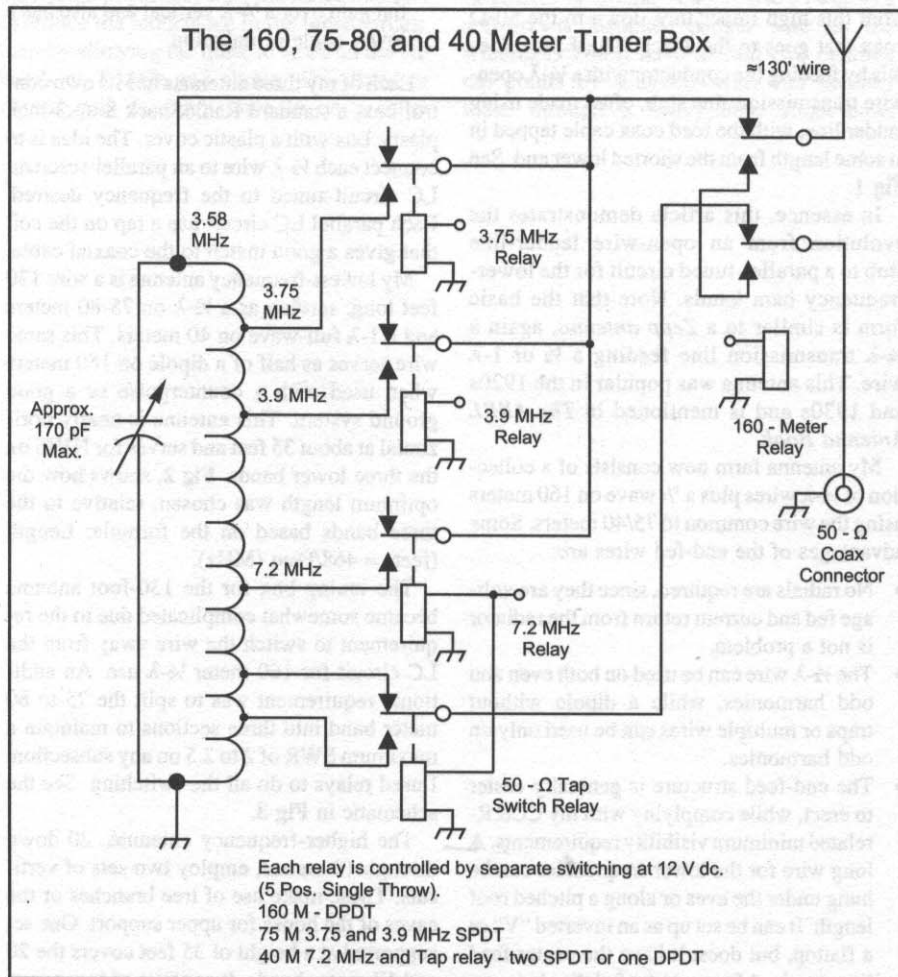 The 160, 75-80 and 40 Meter Tuner Box
≈130' wire
3.58
MHz
3.75 MHz
Relay
3.75
MHz
Approx.
170 pF
Max.
3.9 MHz
3.9 MHz
Relay
160 - Meter
Relay
50 - Ω
Coax
Connector
7.2 MHz
7.2 MHz
Relay
50 - Ω Tap
Switch Relay
Each relay is controlled by separate switching at 12 V dc.
(5 Pos. Single Throw).
160 M - DPDT
75 M 3.75 MHz and 3.9 MHz SPDT
40 M 7.2 MHz and Tap relay - two SPDT or one DPDT